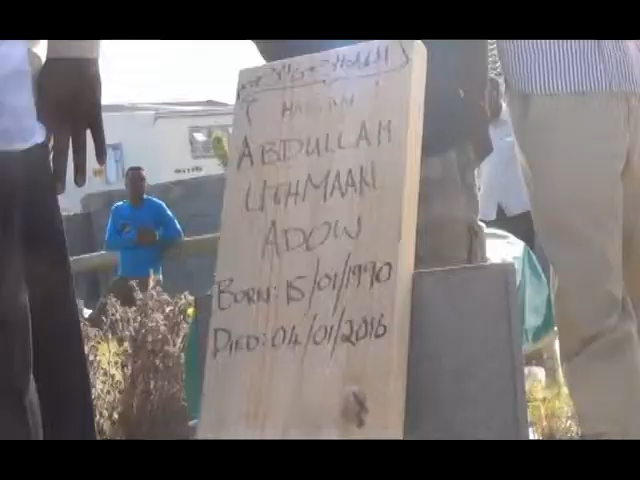 HASSAN
ABDULLAH
UTHMAAN
ADOW
BORN: 15/01/1990
DIED: 04/01/2016